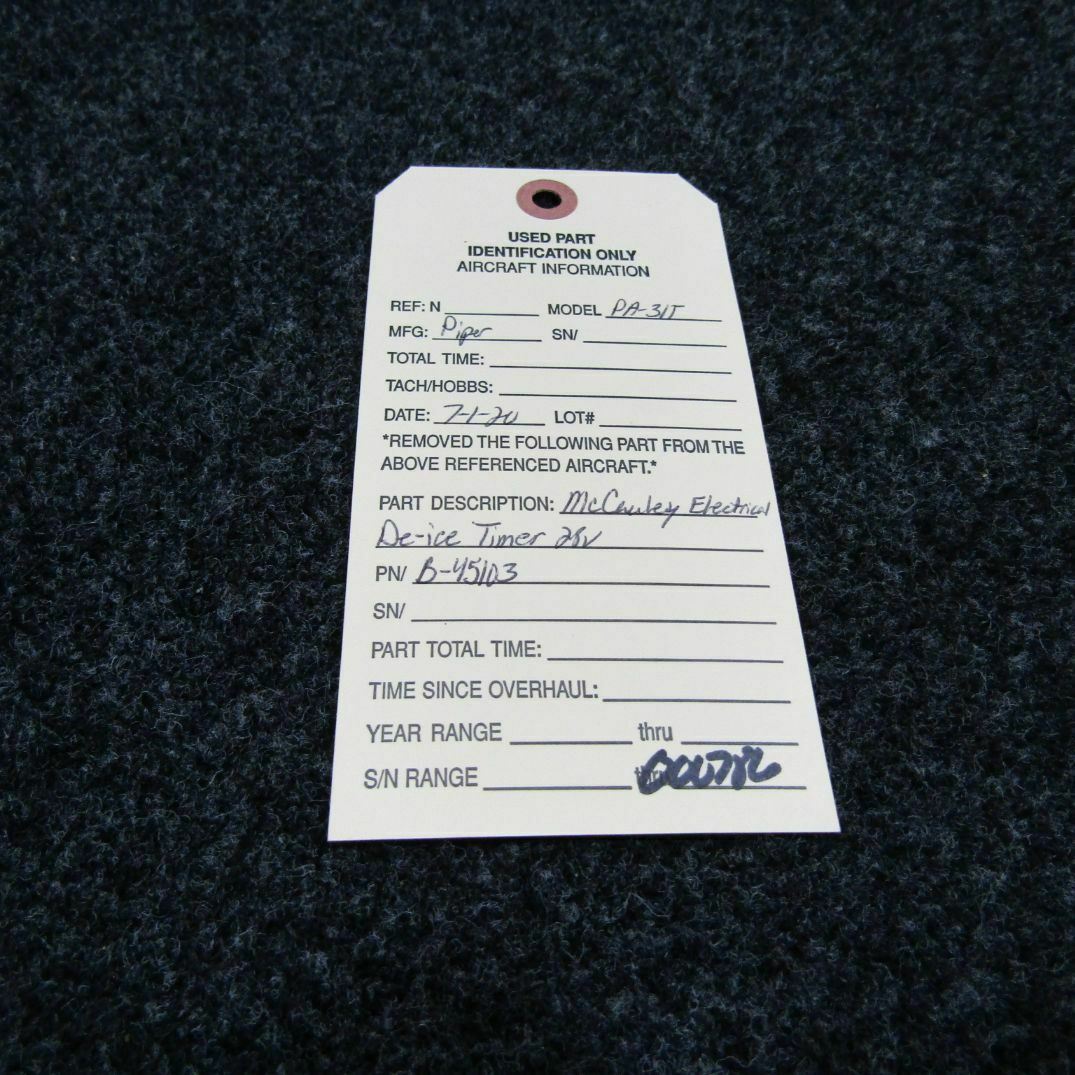 USED PART
IDENTIFICATION ONLY
AIRCRAFT INFORMATION
REF: N MODEL PA-31T
MFG: Piper SN/
TOTAL TIME:
TACH/HOBBS:
DATE: 7-1-20 LOT#
*REMOVED THE FOLLOWING PART FROM THE
ABOVE REFERENCED AIRCRAFT.*
PART DESCRIPTION: McCauley Electrical
De-ice Timer 28v
PN/ B-45103
SN/
PART TOTAL TIME:
TIME SINCE OVERHAUL:
YEAR RANGE thru
S/N RANGE thru